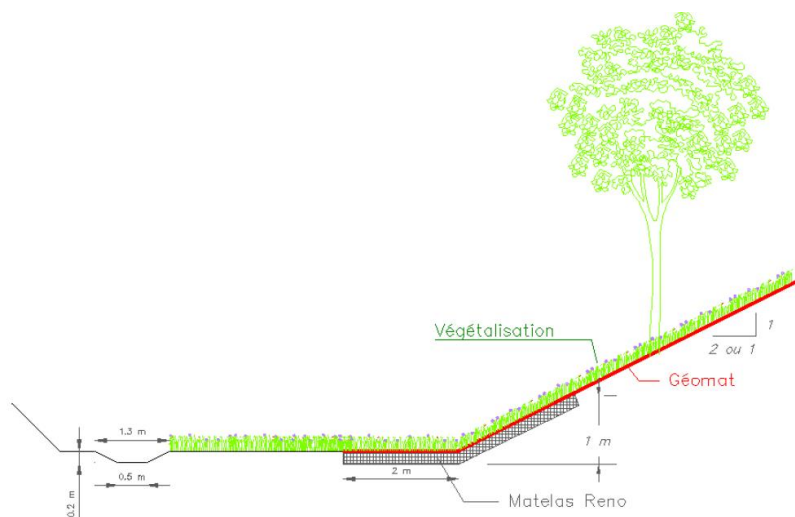 Végétalisation
1
2 ou 1
Géomat
1.3 m
1 m
0.5 m
2 m
0.2 m
Matelas Reno